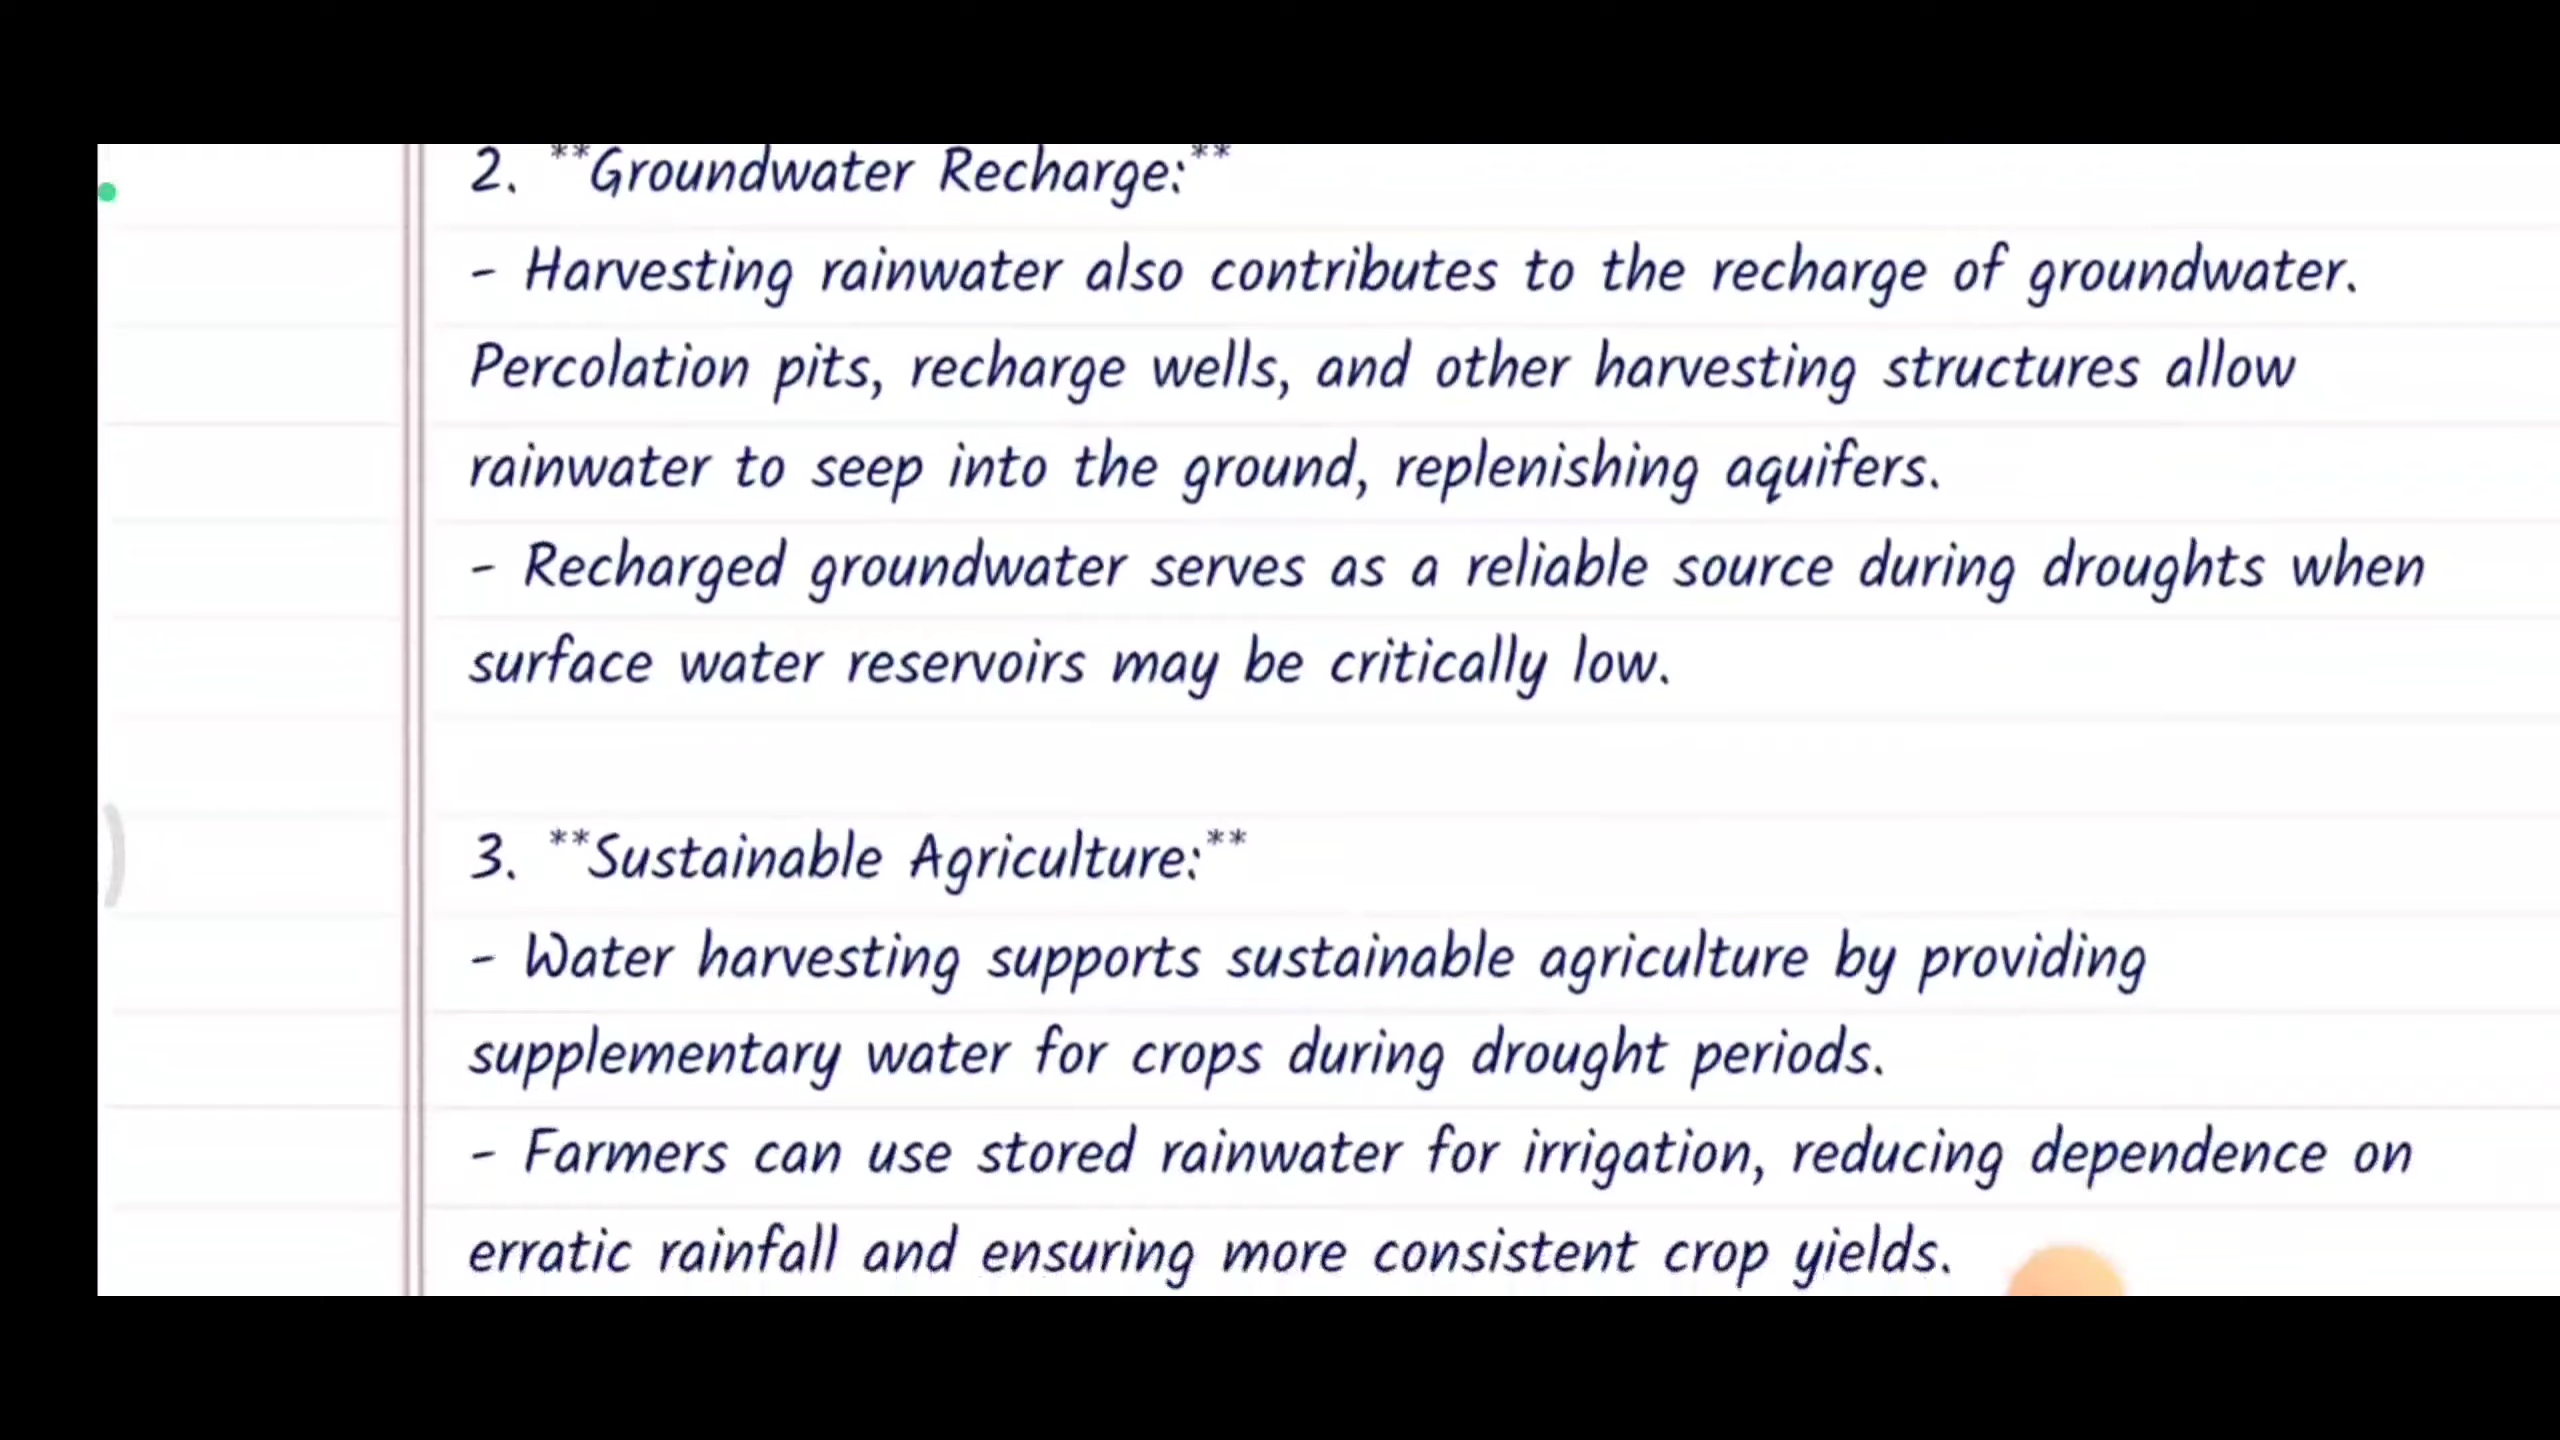 2. **Groundwater Recharge:**
- Harvesting rainwater also contributes to the recharge of groundwater.
Percolation pits, recharge wells, and other harvesting structures allow
rainwater to seep into the ground, replenishing aquifers.
- Recharged groundwater serves as a reliable source during droughts when
surface water reservoirs may be critically low.
3. **Sustainable Agriculture:**
- Water harvesting supports sustainable agriculture by providing
supplementary water for crops during drought periods.
- Farmers can use stored rainwater for irrigation, reducing dependence on
erratic rainfall and ensuring more consistent crop yields.